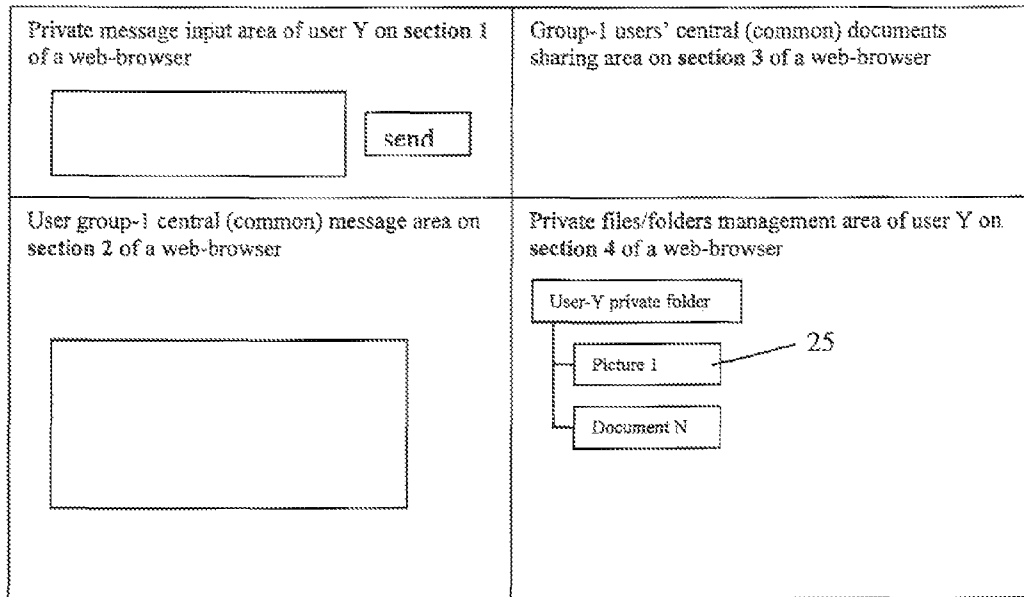 Private message input area of user Y on section 1
of a web-browser
send
Group-1 users' central (common) documents
sharing area on section 3 of a web-browser
User group-1 central (common) message area on
section 2 of a web-browser
Private files/folders management area of user Y on
section 4 of a web-browser
User-Y private folder
Picture 1
25
Document N